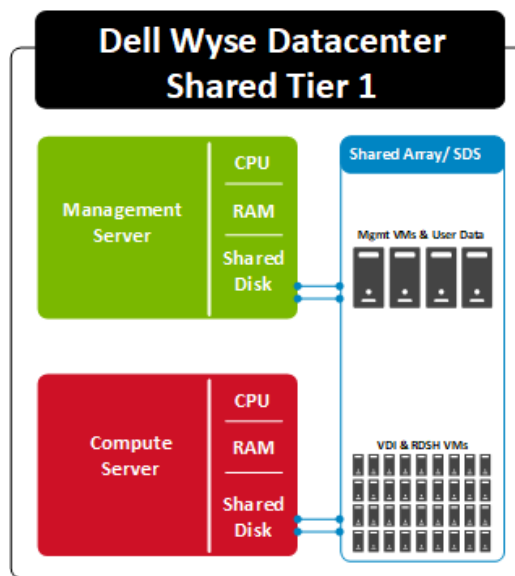 Dell Wyse Datacenter
Shared Tier 1
Management
Server
CPU
RAM
Shared
Disk
Shared Array/ SDS
Mgmt VMs & User Data
Compute
Server
CPU
RAM
Shared
Disk
VDI & RDSH VMs